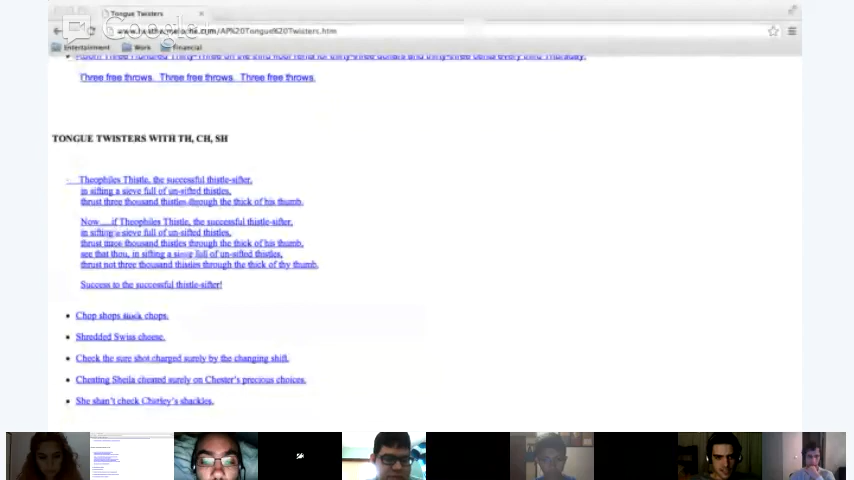 Tongue Twisters
Google+
Entertainment Work Financial
Three free throws. Three free throws. Three free throws.
TONGUE TWISTERS WITH TH, CH, SH
Theophiles Thistle, the successful thistle-sifter,
in sifting a sieve full of un-sifted thistles,
thrust three thousand thistles through the thick of his thumb.
Now.....if Theophiles Thistle, the successful thistle-sifter,
in sifting a sieve full of un-sifted thistles,
thrust three thousand thistles through the thick of his thumb,
see that thou, in sifting a sieve full of un-sifted thistles,
thrust not three thousand thistles through the thick of thy thumb.
Success to the successful thistle-sifter!
Chop shops stock chops.
Shredded Swiss cheese.
Check the sure shot charged surely by the changing shift.
Cheating Sheila cheated surely on Chester's precious choices.
She shan't check Charley's shackles.